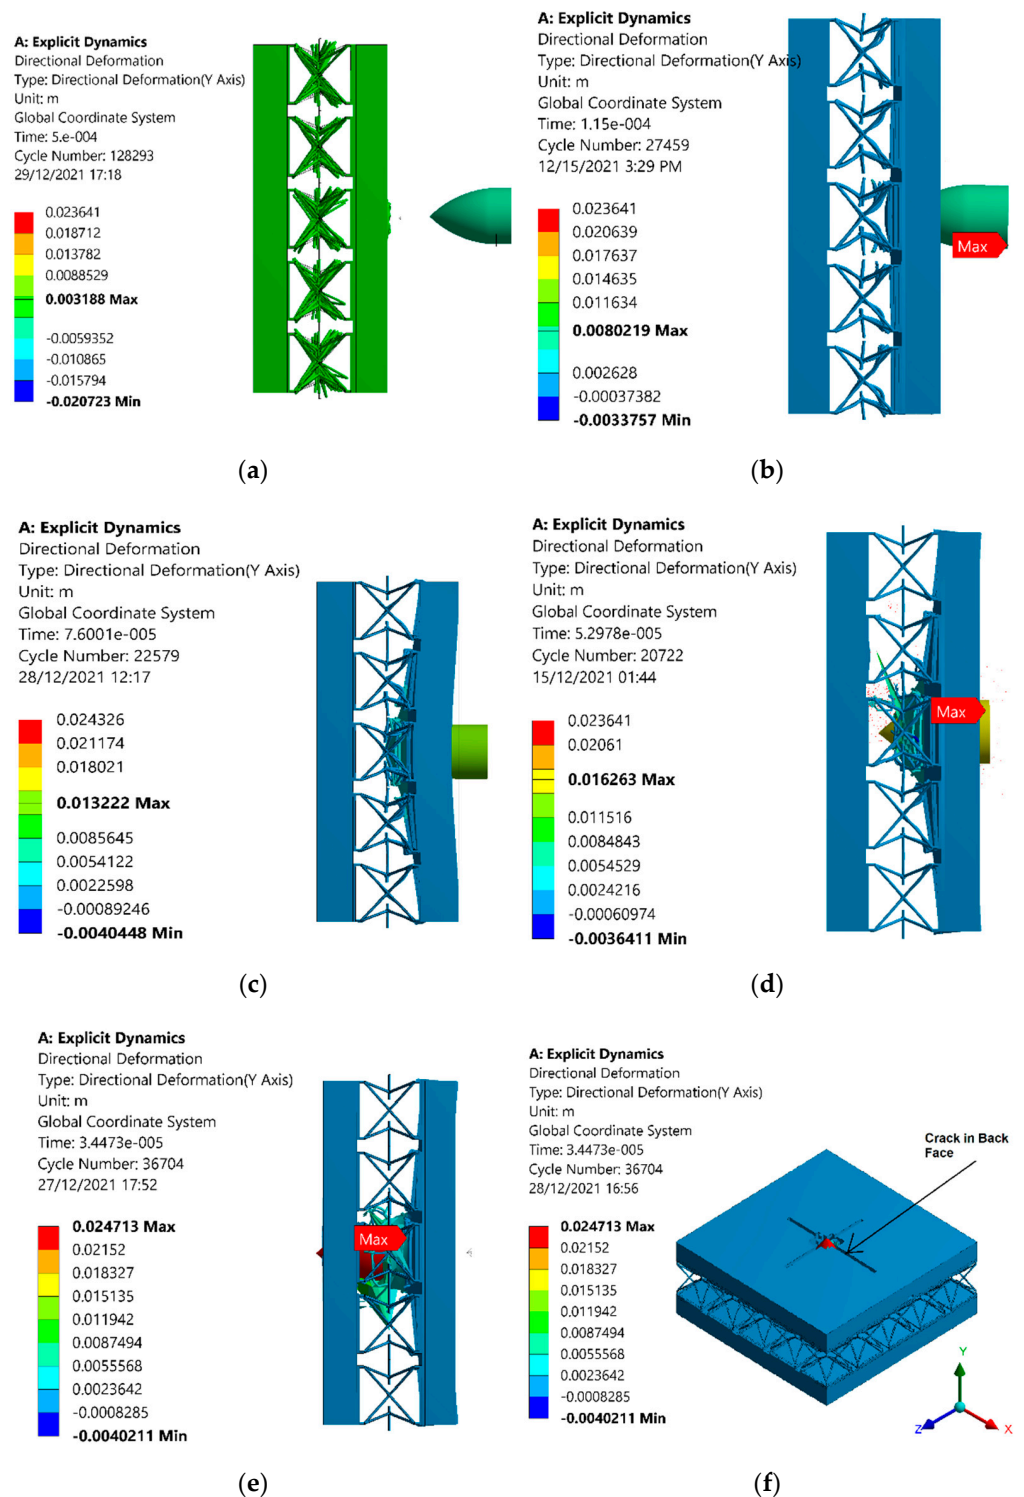 A: Explicit Dynamics
Directional Deformation
Type: Directional Deformation(Y Axis)
Unit: m
Global Coordinate System
Time: 5.e-004
Cycle Number: 128293
29/12/2021 17:18
0.023641
0.018712
0.013782
0.0088529
0.003188 Max
-0.0059352
-0.010865
-0.015794
-0.020723 Min
(a)
A: Explicit Dynamics
Directional Deformation
Type: Directional Deformation(Y Axis)
Unit: m
Global Coordinate System
Time: 1.15e-004
Cycle Number: 27459
12/15/2021 3:29 PM
0.023641
0.020639
0.017637
0.014635
0.011634
0.0080219 Max
0.002628
-0.00037382
-0.0033757 Min
Max
(b)
A: Explicit Dynamics
Directional Deformation
Type: Directional Deformation(Y Axis)
Unit: m
Global Coordinate System
Time: 7.6001e-005
Cycle Number: 22579
28/12/2021 12:17
0.024326
0.021174
0.018021
0.013222 Max
0.0085645
0.0054122
0.0022598
-0.00089246
-0.0040448 Min
(c)
A: Explicit Dynamics
Directional Deformation
Type: Directional Deformation(Y Axis)
Unit: m
Global Coordinate System
Time: 5.2978e-005
Cycle Number: 20722
15/12/2021 01:44
0.023641
0.02061
0.016263 Max
0.011516
0.0084843
0.0054529
0.0024216
-0.00060974
-0.0036411 Min
Max
(d)
A: Explicit Dynamics
Directional Deformation
Type: Directional Deformation(Y Axis)
Unit: m
Global Coordinate System
Time: 3.4473e-005
Cycle Number: 36704
27/12/2021 17:52
0.024713 Max
0.02152
0.018327
0.015135
0.011942
0.0087494
0.0055568
0.0023642
-0.0008285
-0.0040211 Min
Max
(e)
A: Explicit Dynamics
Directional Deformation
Type: Directional Deformation(Y Axis)
Unit: m
Global Coordinate System
Time: 3.4473e-005
Cycle Number: 36704
28/12/2021 16:56
0.024713 Max
0.02152
0.018327
0.015135
0.011942
0.0087494
0.0055568
0.0023642
-0.0008285
-0.0040211 Min
Crack in Back
Face
Y
Z
X
(f)